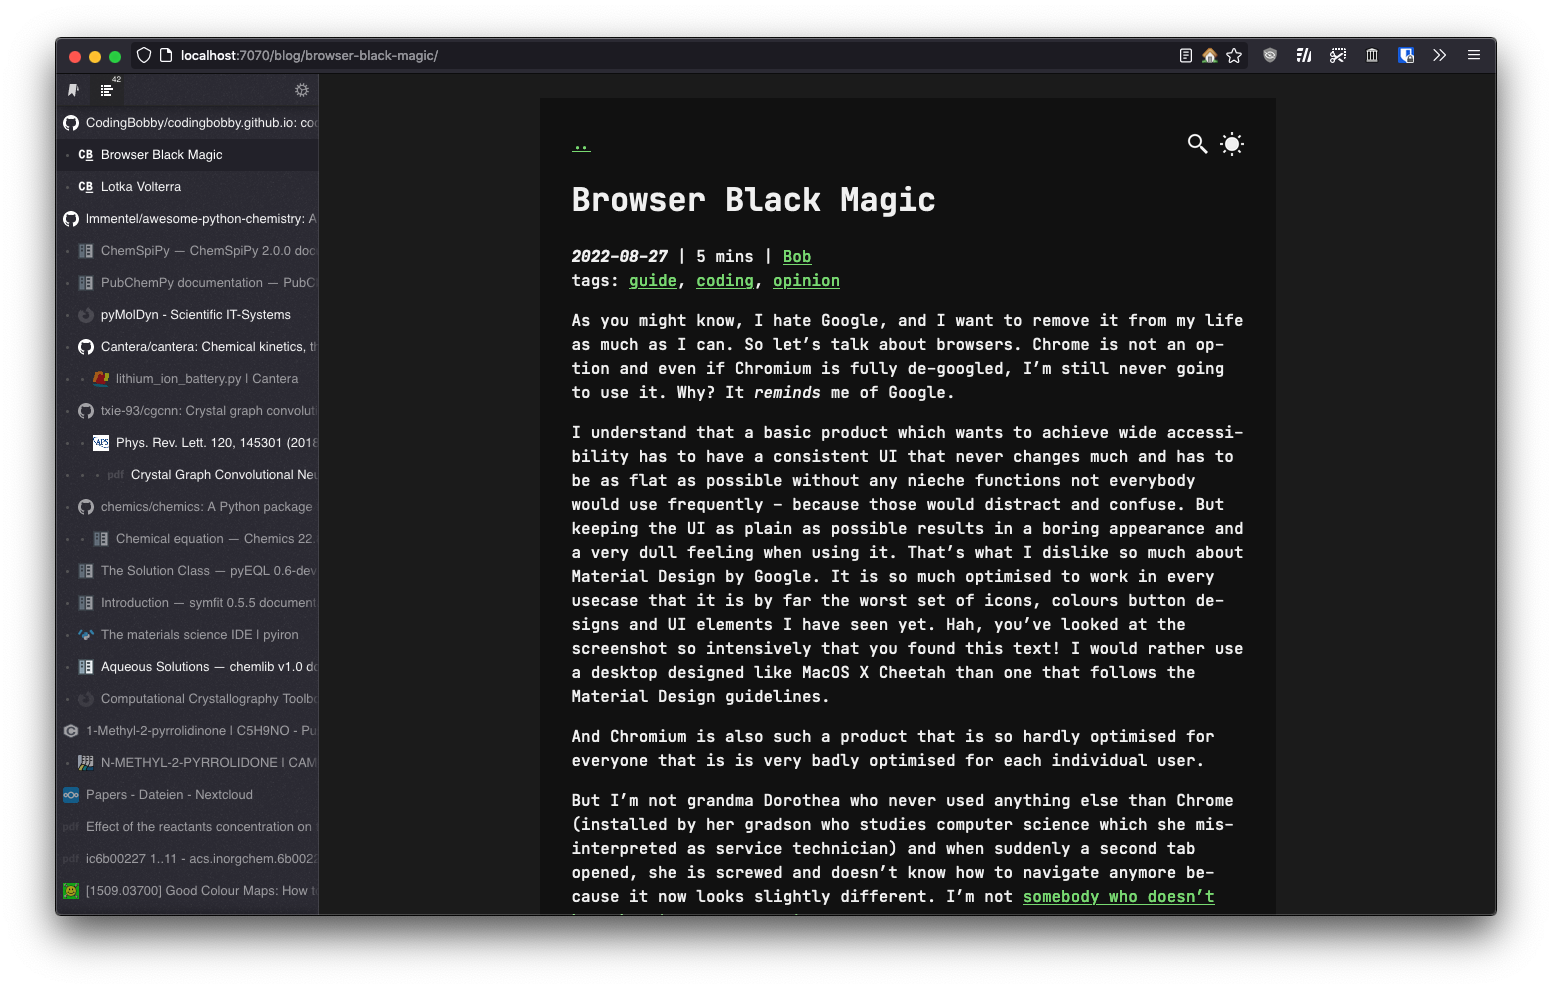 localhost:7070/blog/browser-black-magic/
42
CodingBobby/codingbobby.github.io: co
CB Browser Black Magic
CB Lotka Volterra
lmmentel/awesome-python-chemistry: A
ChemSpiPy — ChemSpiPy 2.0.0 doc
PubChemPy documentation — PubC
pyMolDyn - Scientific IT-Systems
Cantera/cantera: Chemical kinetics, th
lithium_ion_battery.py | Cantera
txie-93/cgcnn: Crystal graph convolut
APS Phys. Rev. Lett. 120, 145301 (2018
pdf Crystal Graph Convolutional Neu
chemics/chemics: A Python package
Chemical equation — Chemics 22.
The Solution Class — pyEQL 0.6-dev
Introduction — symfit 0.5.5 document
The materials science IDE | pyiron
Aqueous Solutions — chemlib v1.0 do
Computational Crystallography Toolbo
1-Methyl-2-pyrrolidinone | C5H9NO - Pu
N-METHYL-2-PYRROLIDONE | CAM
Papers - Dateien - Nextcloud
pdf Effect of the reactants concentration on
pdf ic6b00227 1..11 - acs.inorgchem.6b0022
[1509.03700] Good Colour Maps: How t
..
Browser Black Magic
2022-08-27 | 5 mins | Bob
tags: guide, coding, opinion
As you might know, I hate Google, and I want to remove it from my life
as much as I can. So let’s talk about browsers. Chrome is not an op-
tion and even if Chromium is fully de-googled, I’m still never going
to use it. Why? It reminds me of Google.
I understand that a basic product which wants to achieve wide accessi-
bility has to have a consistent UI that never changes much and has to
be as flat as possible without any nieche functions not everybody
would use frequently – because those would distract and confuse. But
keeping the UI as plain as possible results in a boring appearance and
a very dull feeling when using it. That’s what I dislike so much about
Material Design by Google. It is so much optimised to work in every
usecase that it is by far the worst set of icons, colours button de-
signs and UI elements I have seen yet. Hah, you’ve looked at the
screenshot so intensively that you found this text! I would rather use
a desktop designed like MacOS X Cheetah than one that follows the
Material Design guidelines.
And Chromium is also such a product that is so hardly optimised for
everyone that is is very badly optimised for each individual user.
But I’m not grandma Dorothea who never used anything else than Chrome
(installed by her gradson who studies computer science which she mis-
interpreted as service technician) and when suddenly a second tab
opened, she is screwed and doesn’t know how to navigate anymore be-
cause it now looks slightly different. I’m not somebody who doesn’t